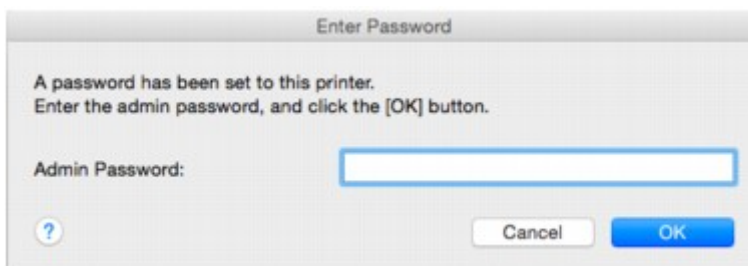 Enter Password
A password has been set to this printer.
Enter the admin password, and click the [OK] button.
Admin Password:
?
Cancel
OK